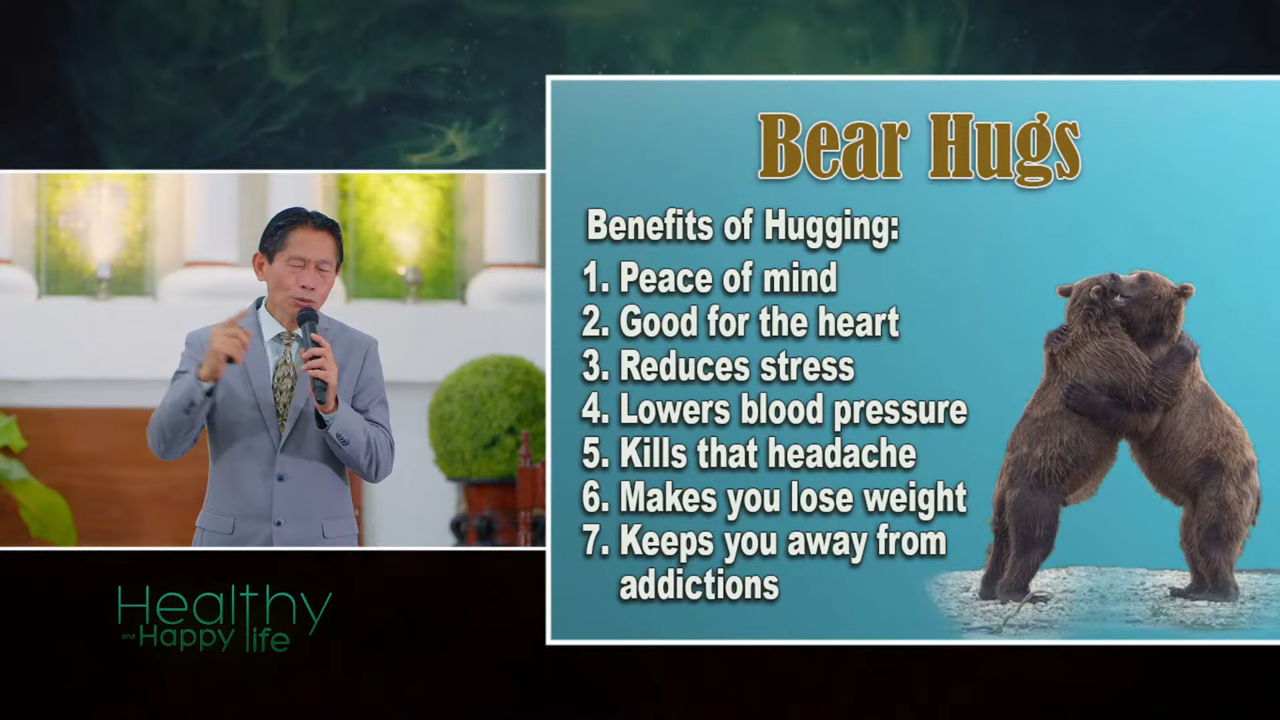 Bear Hugs
Benefits of Hugging:
1. Peace of mind
2. Good for the heart
3. Reduces stress
4. Lowers blood pressure
5. Kills that headache
6. Makes you lose weight
7. Keeps you away from
addictions
Healthy
and Happy life